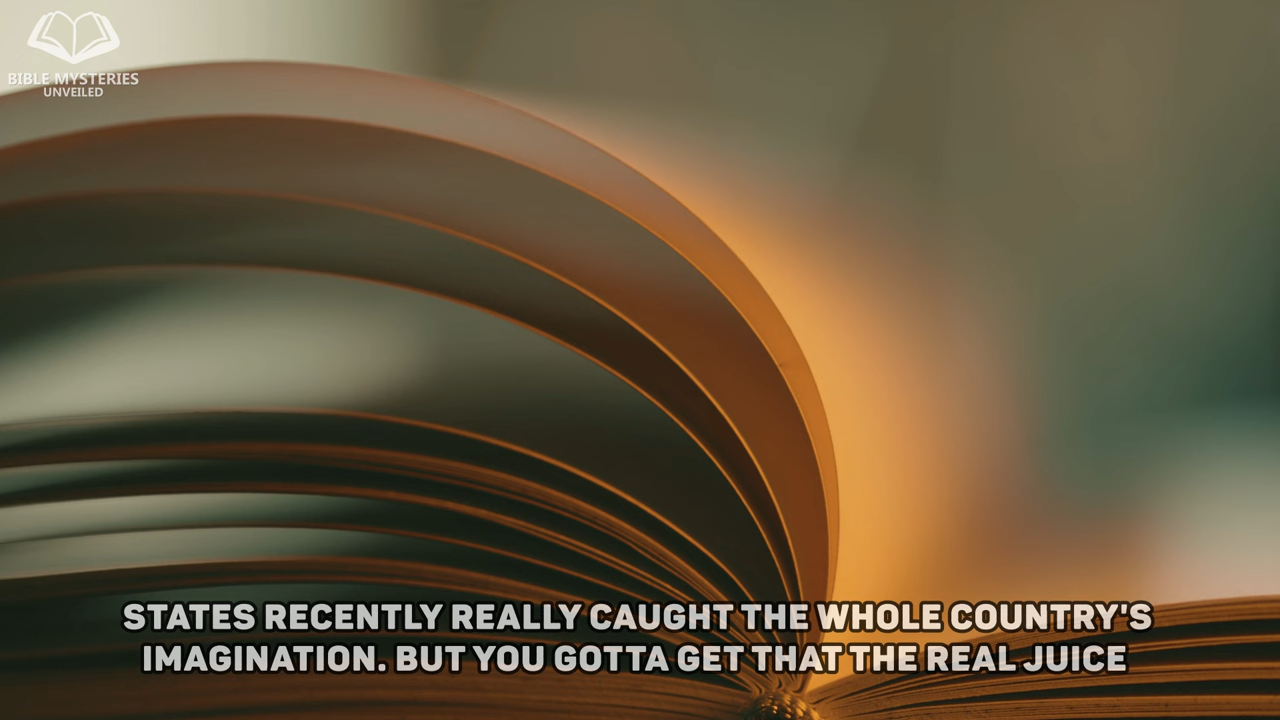 BIBLE MYSTERIES
UNVEILED
STATES RECENTLY REALLY CAUGHT THE WHOLE COUNTRY'S
IMAGINATION. BUT YOU GOTTA GET THAT THE REAL JUICE